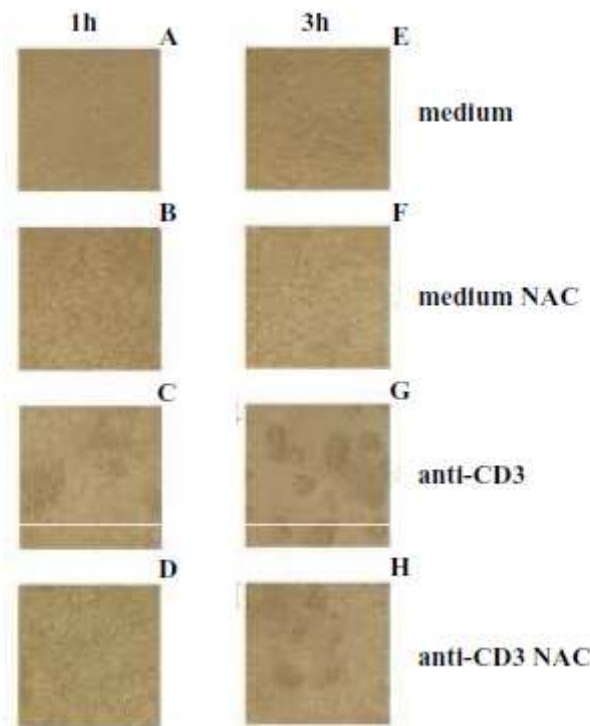 1h 3h
A E
medium
B F
medium NAC
C G
anti-CD3
D H
anti-CD3 NAC